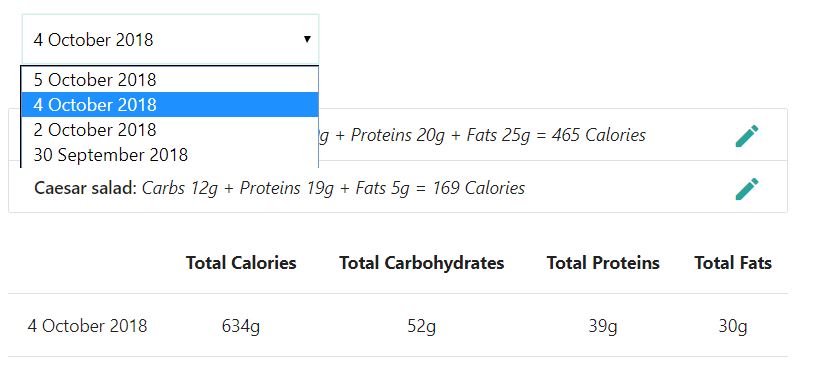 4 October 2018
5 October 2018
4 October 2018
2 October 2018
30 September 2018
+ Proteins 20g + Fats 25g = 465 Calories
Caesar salad: Carbs 12g + Proteins 19g + Fats 5g = 169 Calories
Total Calories Total Carbohydrates Total Proteins Total Fats
4 October 2018 634g 52g 39g 30g